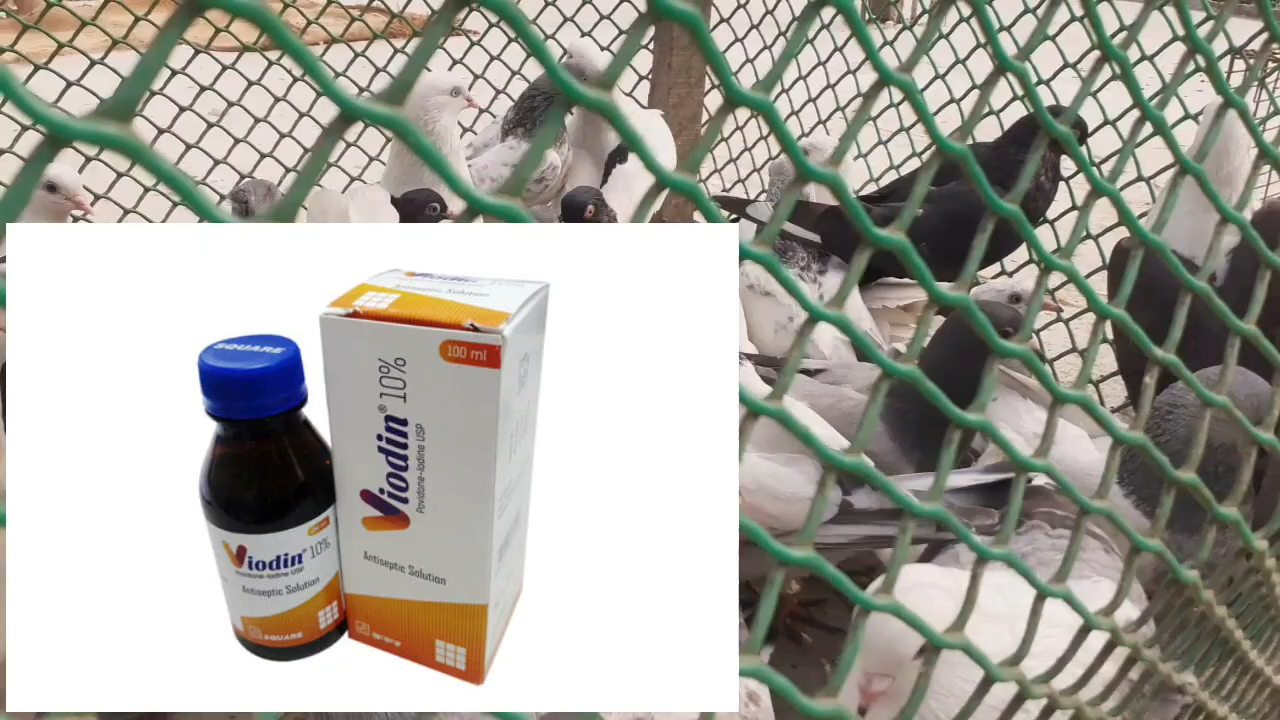 Antiseptic Solution
100 ml
Viodin® 10%
Povidone-Iodine USP
Antiseptic Solution
SQUARE
Viodin® 10%
Povidone-Iodine USP
Antiseptic Solution
SQUARE